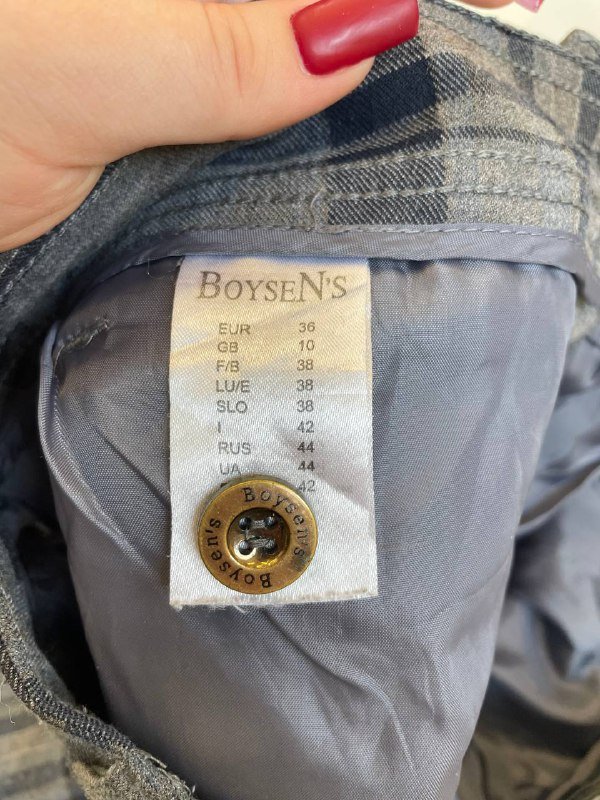 BOYSEN'S
EUR 36
GB 10
F/B 38
LU/E 38
SLO 38
I 42
RUS 44
UA 44
42
Boysen's
Boysen's